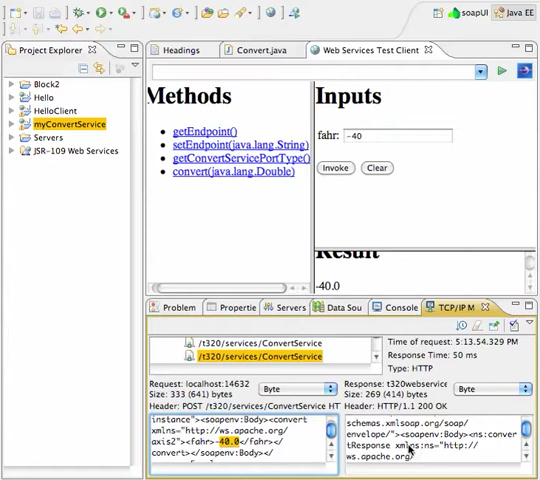 soapUI
Java EE
Project Explorer
Block2
Hello
HelloClient
myConvertService
Servers
JSR-109 Web Services
Headings
Convert.java
Web Services Test Client
Methods
getEndpoint()
setEndpoint(java.lang.String)
getConvertServicePortType()
convert(java.lang.Double)
Inputs
fahr: -40
Invoke
Clear
Result
-40.0
Problem
Propertie
Servers
Data Sou
Console
TCP/IP M
/t320/services/ConvertService
/t320/services/ConvertService
Time of request: 5:13.54.329 PM
Response Time: 50 ms
Type: HTTP
Request: localhost:14632
Size: 333 (641) bytes
Byte
Header: POST /t320/services/ConvertService HT
instance"><soapenv:Body><convert
xmlns="http://ws.apache.org/
axis2"><fahr>-40.0</fahr></
convert></soapenv:Body></
Response: t320webservice
Size: 269 (414) bytes
Byte
Header: HTTP/1.1 200 OK
schemas.xmlsoap.org/soap/
envelope/"><soapenv:Body><ns:conver
tResponse xmlns:ns="http://
ws.apache.org/